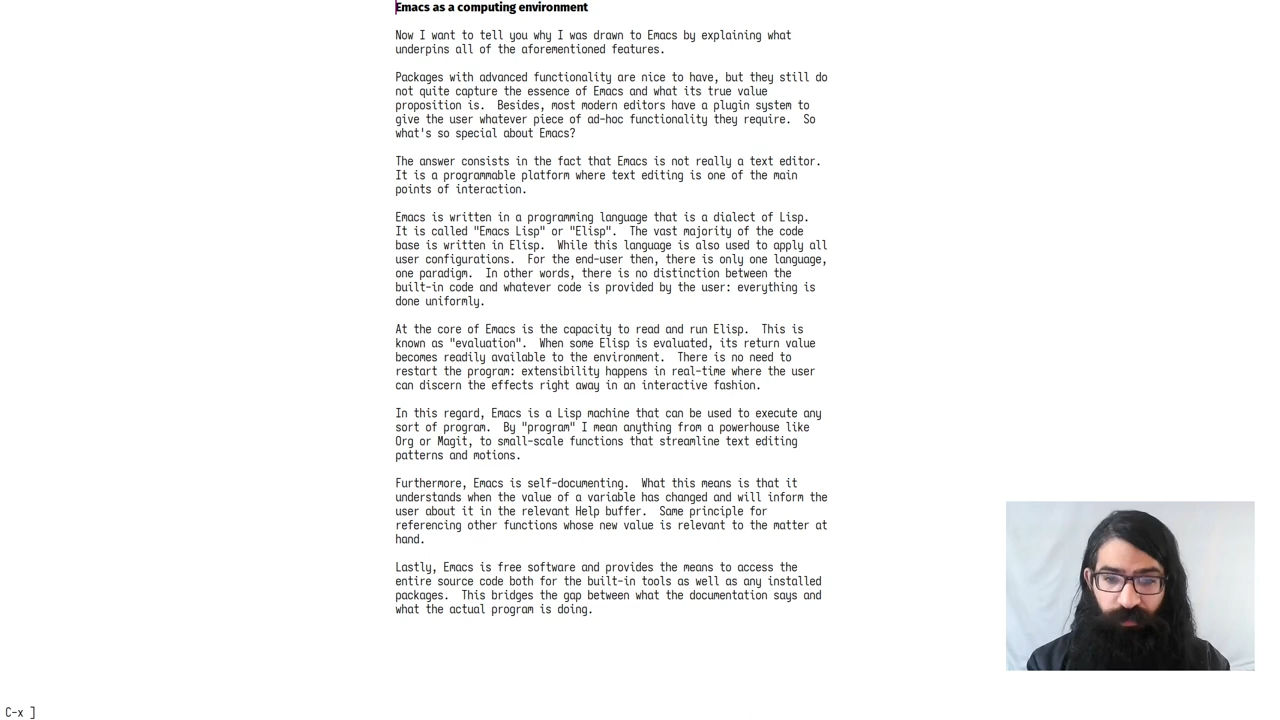 Emacs as a computing environment
Now I want to tell you why I was drawn to Emacs by explaining what
underpins all of the aforementioned features.
Packages with advanced functionality are nice to have, but they still do
not quite capture the essence of Emacs and what its true value
proposition is.  Besides, most modern editors have a plugin system to
give the user whatever piece of ad-hoc functionality they require.  So
what's so special about Emacs?
The answer consists in the fact that Emacs is not really a text editor.
It is a programmable platform where text editing is one of the main
points of interaction.
Emacs is written in a programming language that is a dialect of Lisp.
It is called "Emacs Lisp" or "Elisp".  The vast majority of the code
base is written in Elisp.  While this language is also used to apply all
user configurations.  For the end-user then, there is only one language,
one paradigm.  In other words, there is no distinction between the
built-in code and whatever code is provided by the user: everything is
done uniformly.
At the core of Emacs is the capacity to read and run Elisp.  This is
known as "evaluation".  When some Elisp is evaluated, its return value
becomes readily available to the environment.  There is no need to
restart the program: extensibility happens in real-time where the user
can discern the effects right away in an interactive fashion.
In this regard, Emacs is a Lisp machine that can be used to execute any
sort of program.  By "program" I mean anything from a powerhouse like
Org or Magit, to small-scale functions that streamline text editing
patterns and motions.
Furthermore, Emacs is self-documenting.  What this means is that it
understands when the value of a variable has changed and will inform the
user about it in the relevant Help buffer.  Same principle for
referencing other functions whose new value is relevant to the matter at
hand.
Lastly, Emacs is free software and provides the means to access the
entire source code both for the built-in tools as well as any installed
packages.  This bridges the gap between what the documentation says and
what the actual program is doing.
C-x ]